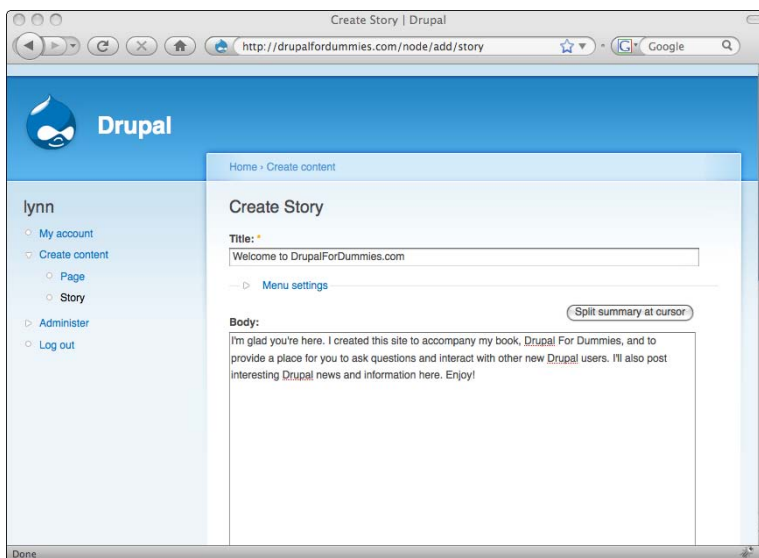 Create Story | Drupal
http://drupalfordummies.com/node/add/story
Google
Drupal
Home › Create content
lynn
My account
Create content
Page
Story
Administer
Log out
Create Story
Title: *
Welcome to DrupalForDummies.com
Menu settings
Split summary at cursor
Body:
I'm glad you're here. I created this site to accompany my book, Drupal For Dummies, and to
provide a place for you to ask questions and interact with other new Drupal users. I'll also post
interesting Drupal news and information here. Enjoy!
Done